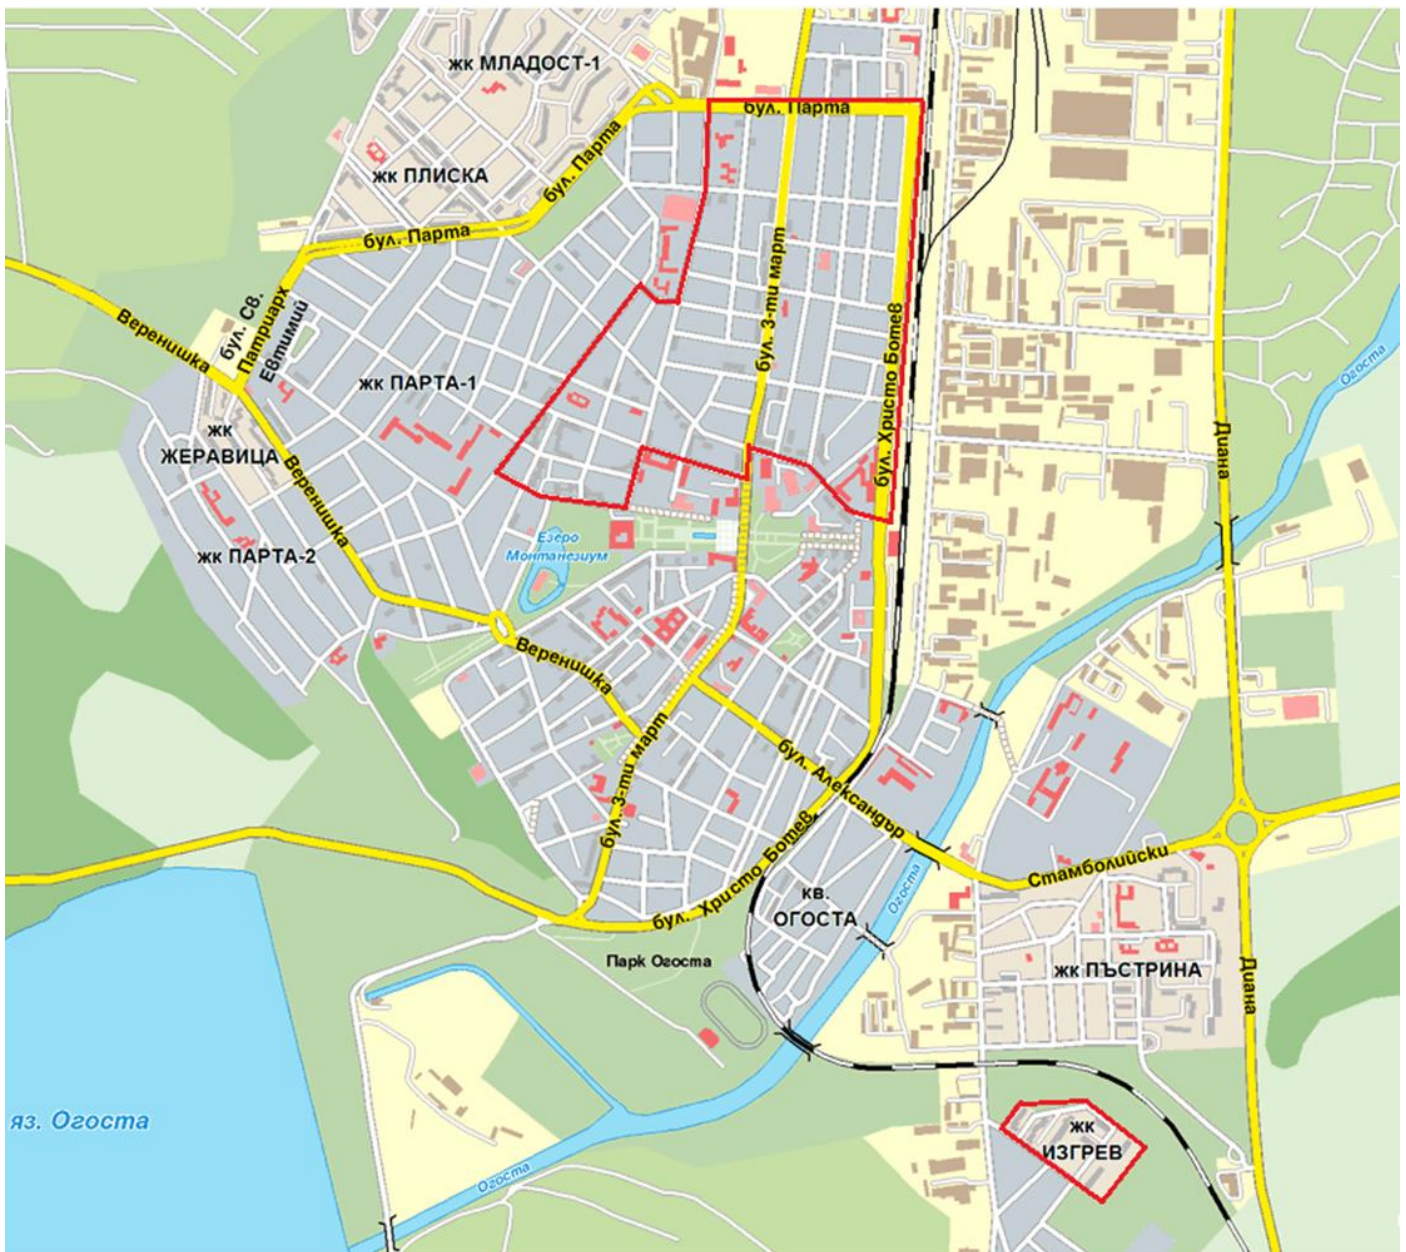 жк МЛАДОСТ-1
бул. Парта
бул. Парта
жк ПЛИСКА
бул. Парта
бул. Св.
Патриарх
Евтимий
Веренишка
бул. 3-ти март
бул. Христо Ботев
Огоста
жк ПАРТА-1
жк
ЖЕРАВИЦА
Веренишка
Диана
жк ПАРТА-2
Езеро
Монтанезиум
Веренишка
бул. 3-ти март
бул. Александър
Стамболийски
бул. Христо Ботев
кв.
ОГОСТА
Огоста
Парк Огоста
жк ПЪСТРИНА
Диана
яз. Огоста
жк
ИЗГРЕВ
Огоста